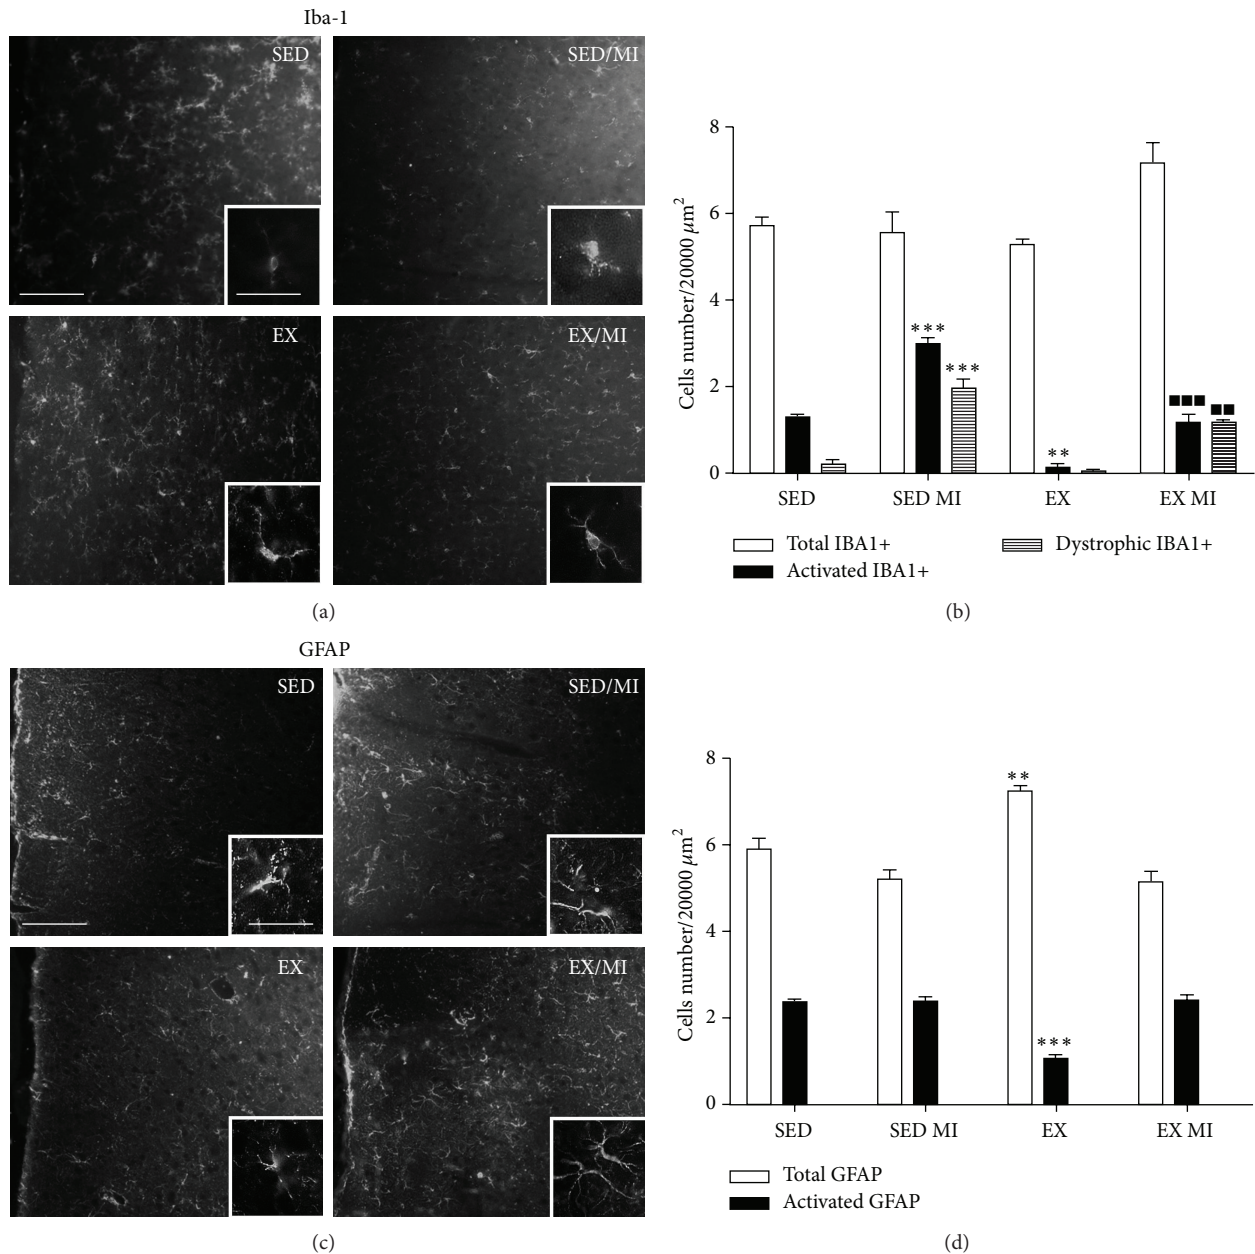 Iba-1
SED
SED/MI
EX
EX/MI
(a)
8
6
4
2
0
Cells number/20000 μm²
***
***
**
■■■
■■
SED
SED MI
EX
EX MI
Total IBA1+
Dystrophic IBA1+
Activated IBA1+
(b)
GFAP
SED
SED/MI
EX
EX/MI
(c)
8
6
4
2
0
Cells number/20000 μm²
**
***
SED
SED MI
EX
EX MI
Total GFAP
Activated GFAP
(d)